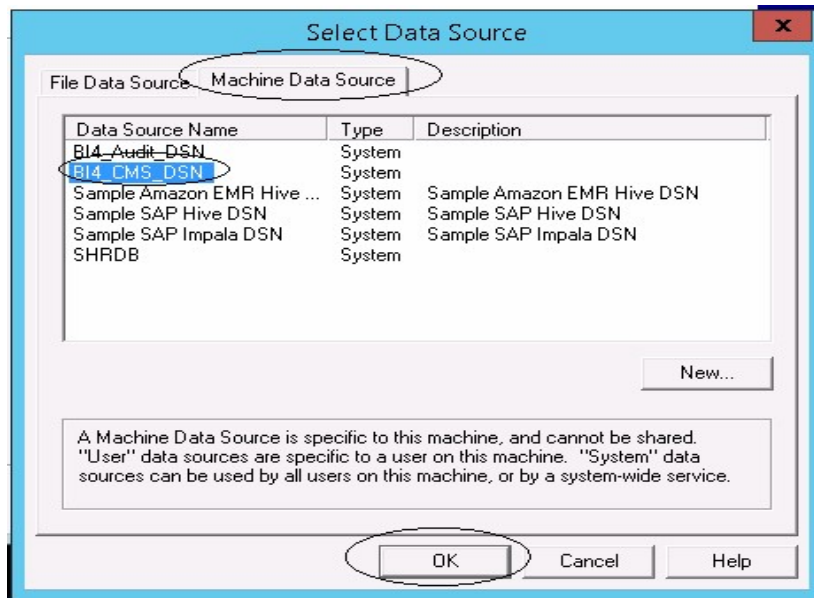 Select Data Source
x
File Data Source Machine Data Source
Data Source Name Type Description
BI4_Audit_DSN System
BI4_CMS_DSN System
Sample Amazon EMR Hive ... System Sample Amazon EMR Hive DSN
Sample SAP Hive DSN System Sample SAP Hive DSN
Sample SAP Impala DSN System Sample SAP Impala DSN
SHRDB System
New...
A Machine Data Source is specific to this machine, and cannot be shared.
"User" data sources are specific to a user on this machine. "System" data
sources can be used by all users on this machine, or by a system-wide service.
OK Cancel Help